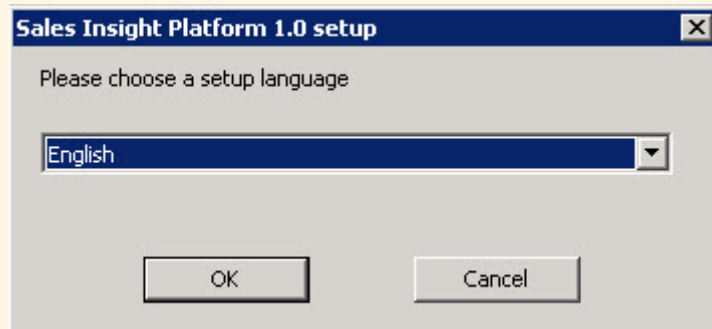 Sales Insight Platform 1.0 setup
Please choose a setup language
English
OK Cancel